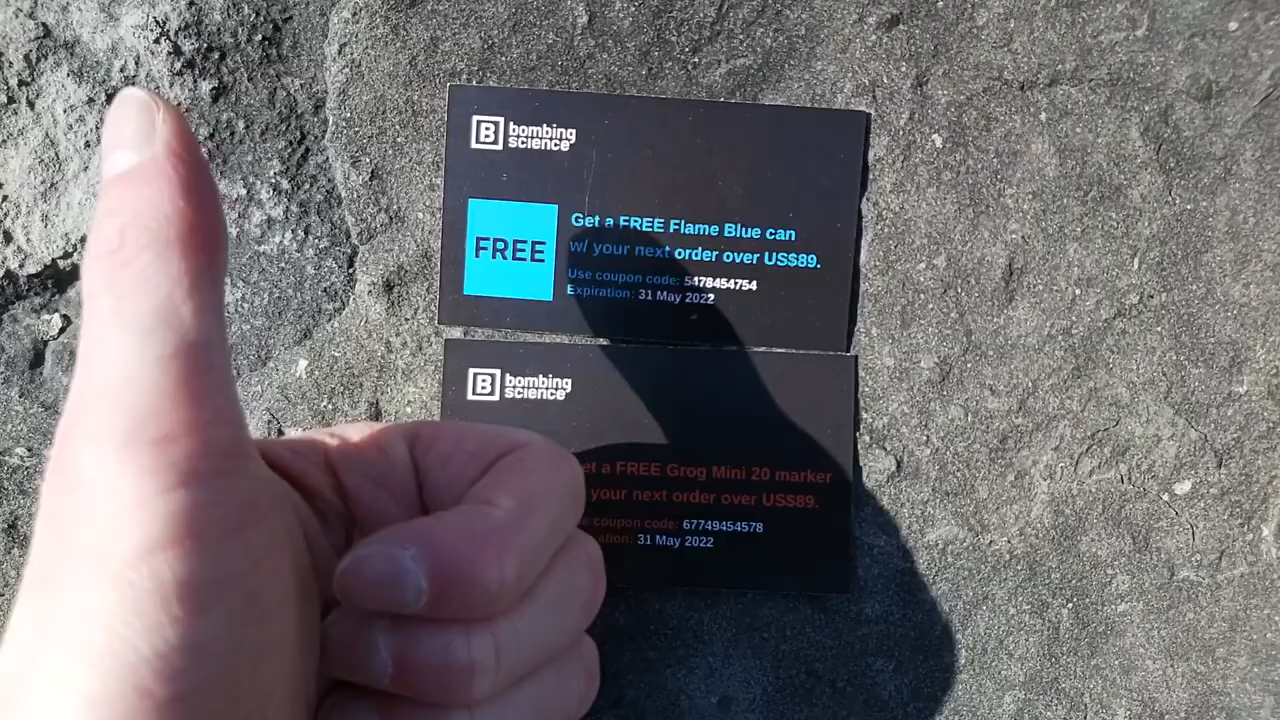 B bombing
science
FREE
Get a FREE Flame Blue can
w/ your next order over US$89.
Use coupon code: 5478454754
Expiration: 31 May 2022
B bombing
science
et a FREE Grog Mini 20 marker
your next order over US$89.
coupon code: 67749454578
ation: 31 May 2022